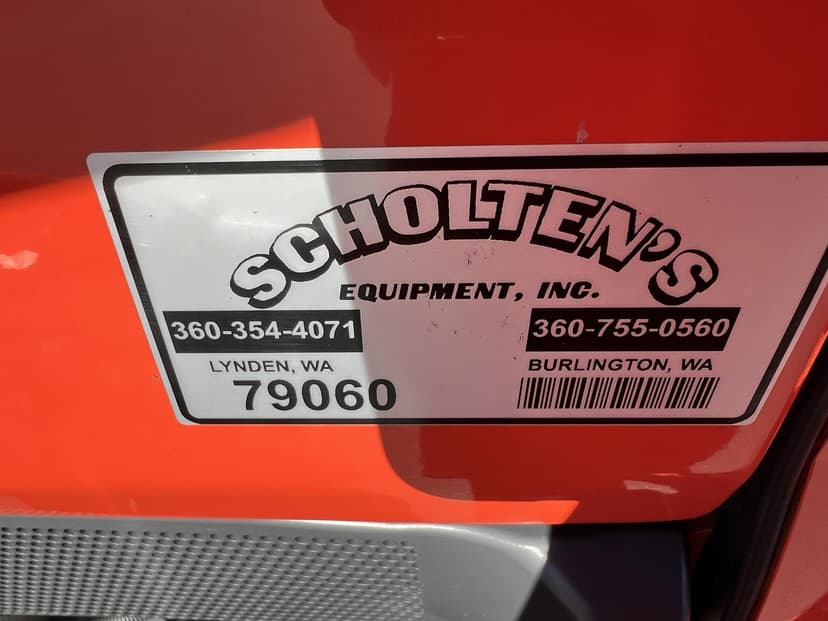 SCHOLTEN'S
EQUIPMENT, INC.
360-354-4071 360-755-0560
LYNDEN, WA BURLINGTON, WA
79060